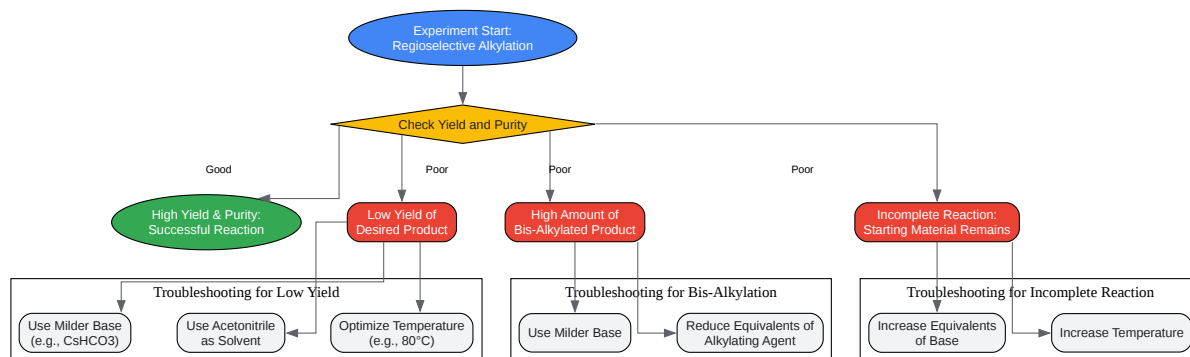 Experiment Start:
Regioselective Alkylation
Check Yield and Purity
Good
Poor
Poor
Poor
High Yield & Purity:
Successful Reaction
Low Yield of
Desired Product
High Amount of
Bis-Alkylated Product
Incomplete Reaction:
Starting Material Remains
Troubleshooting for Low Yield
Use Milder Base
(e.g., CsHCO3)
Use Acetonitrile
as Solvent
Optimize Temperature
(e.g., 80°C)
Troubleshooting for Bis-Alkylation
Use Milder Base
Reduce Equivalents of
Alkylating Agent
Troubleshooting for Incomplete Reaction
Increase Equivalents
of Base
Increase Temperature